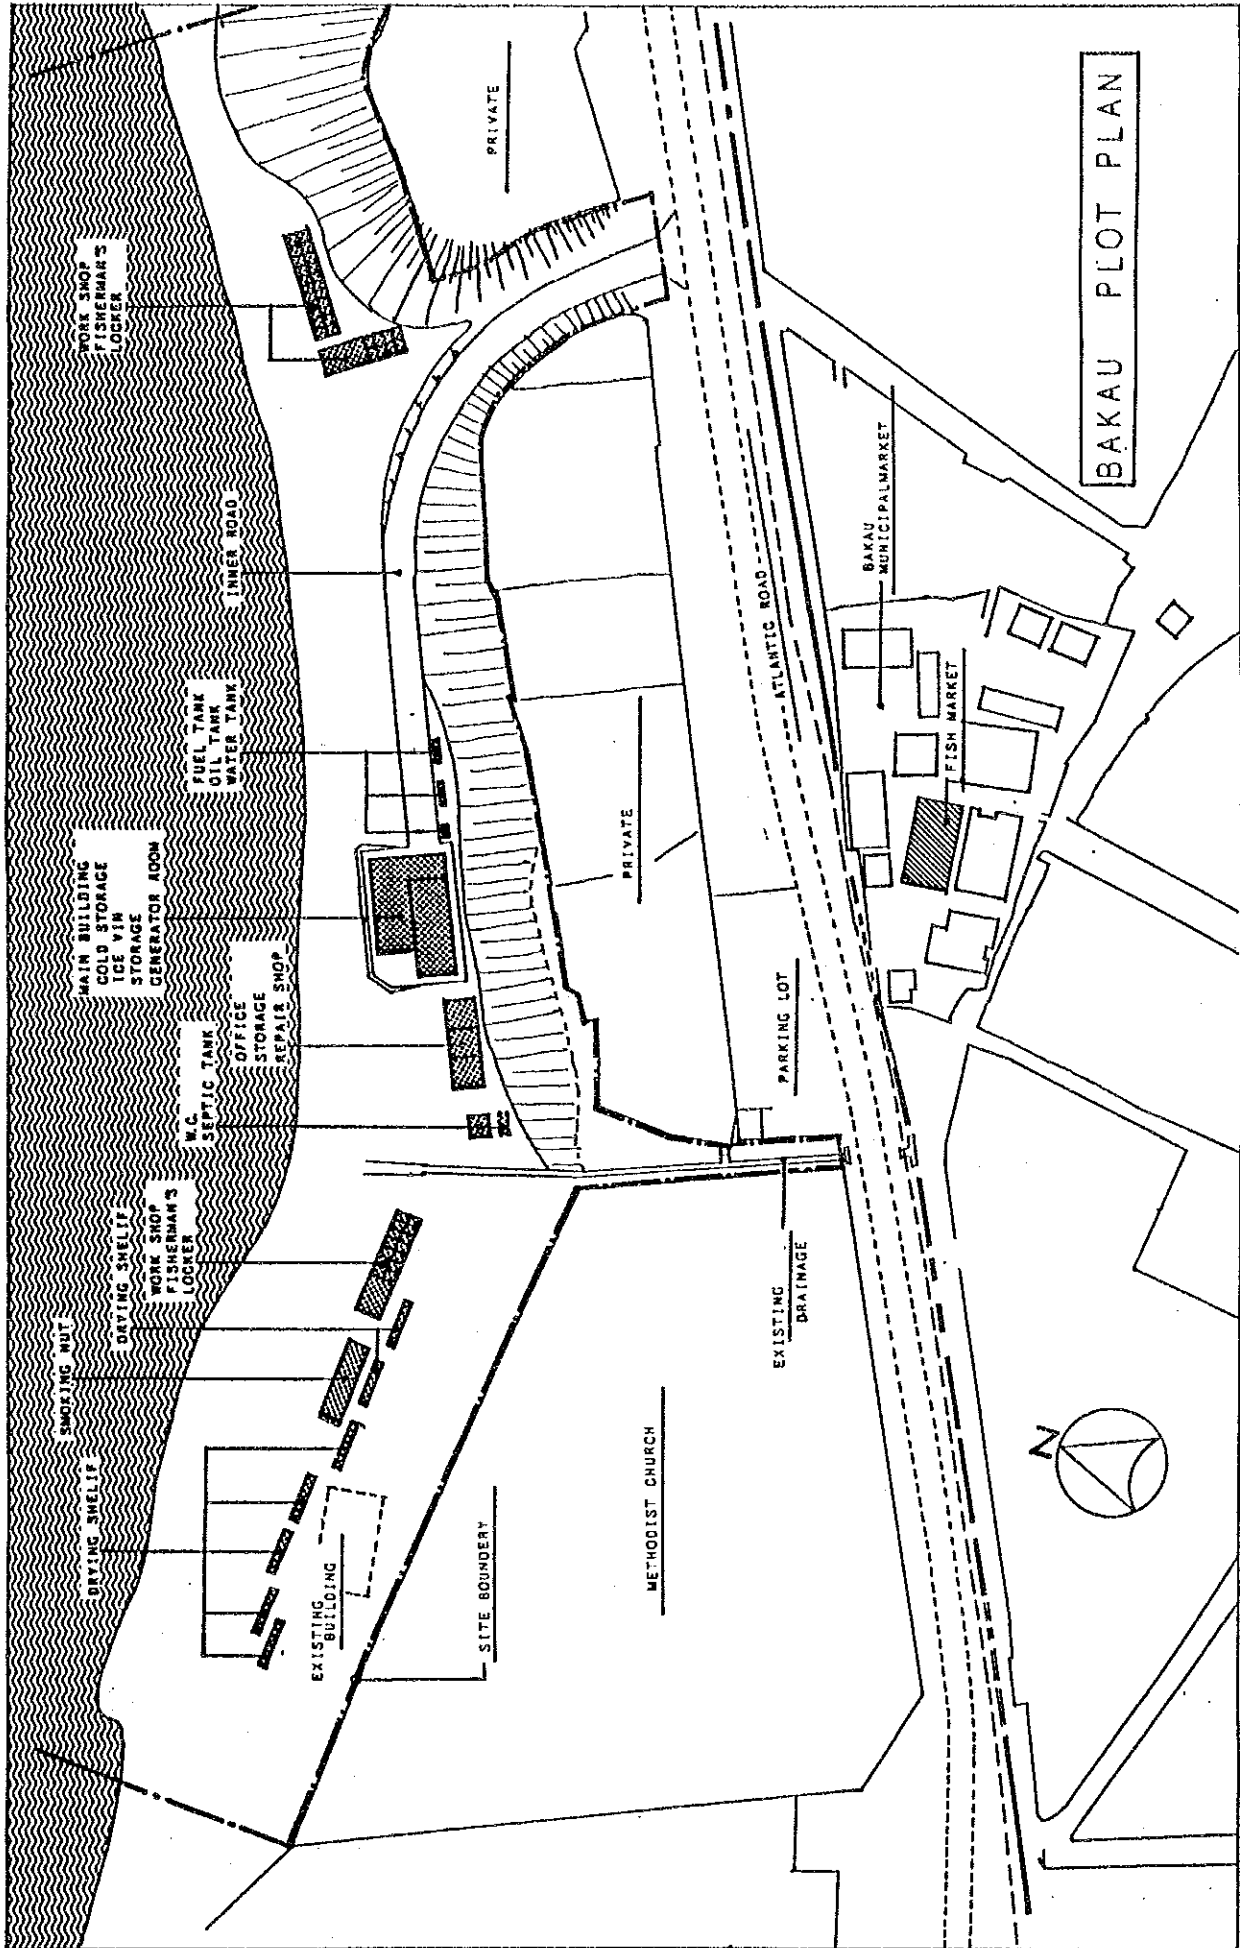 DRYING SHELIF
SMOKING HUT
DRYING SHELIF
WORK SHOP
FISHERMAN'S
LOCKER
W.C.
SEPTIC TANK
OFFICE
STORAGE
REPAIR SHOP
MAIN BUILDING
COLD STORAGE
ICE VIN
STORAGE
GENERATOR ROOM
FUEL TANK
OIL TANK
WATER TANK
INNER ROAD
WORK SHOP
FISHERMAN'S
LOCKER
EXISTING
BUILDING
SITE BOUNDERY
METHODIST CHURCH
EXISTING
DRAINAGE
PARKING LOT
PRIVATE
PRIVATE
ATLANTIC ROAD
BAKAU
MUNICIPALMARKET
FISH MARKET
N
BAKAU PLOT PLAN